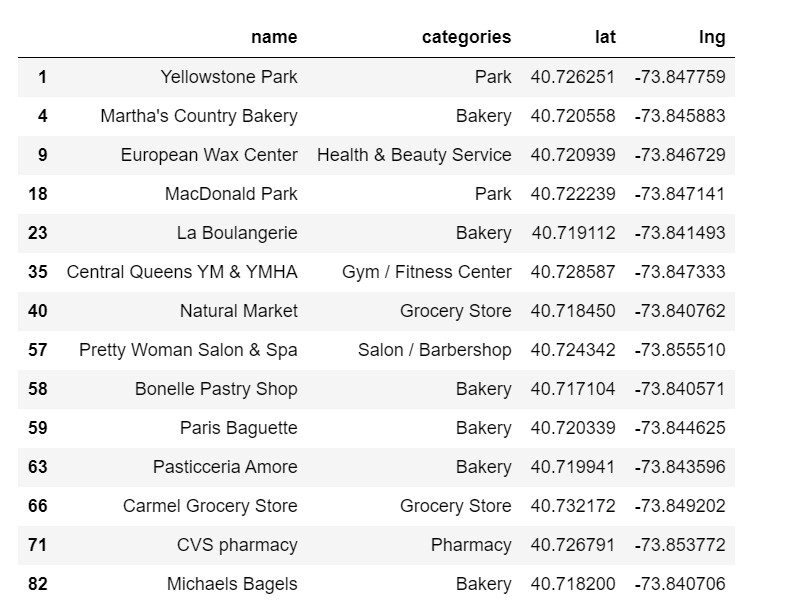 name categories lat lng
1 Yellowstone Park Park 40.726251 -73.847759
4 Martha's Country Bakery Bakery 40.720558 -73.845883
9 European Wax Center Health & Beauty Service 40.720939 -73.846729
18 MacDonald Park Park 40.722239 -73.847141
23 La Boulangerie Bakery 40.719112 -73.841493
35 Central Queens YM & YMHA Gym / Fitness Center 40.728587 -73.847333
40 Natural Market Grocery Store 40.718450 -73.840762
57 Pretty Woman Salon & Spa Salon / Barbershop 40.724342 -73.855510
58 Bonelle Pastry Shop Bakery 40.717104 -73.840571
59 Paris Baguette Bakery 40.720339 -73.844625
63 Pasticceria Amore Bakery 40.719941 -73.843596
66 Carmel Grocery Store Grocery Store 40.732172 -73.849202
71 CVS pharmacy Pharmacy 40.726791 -73.853772
82 Michaels Bagels Bakery 40.718200 -73.840706